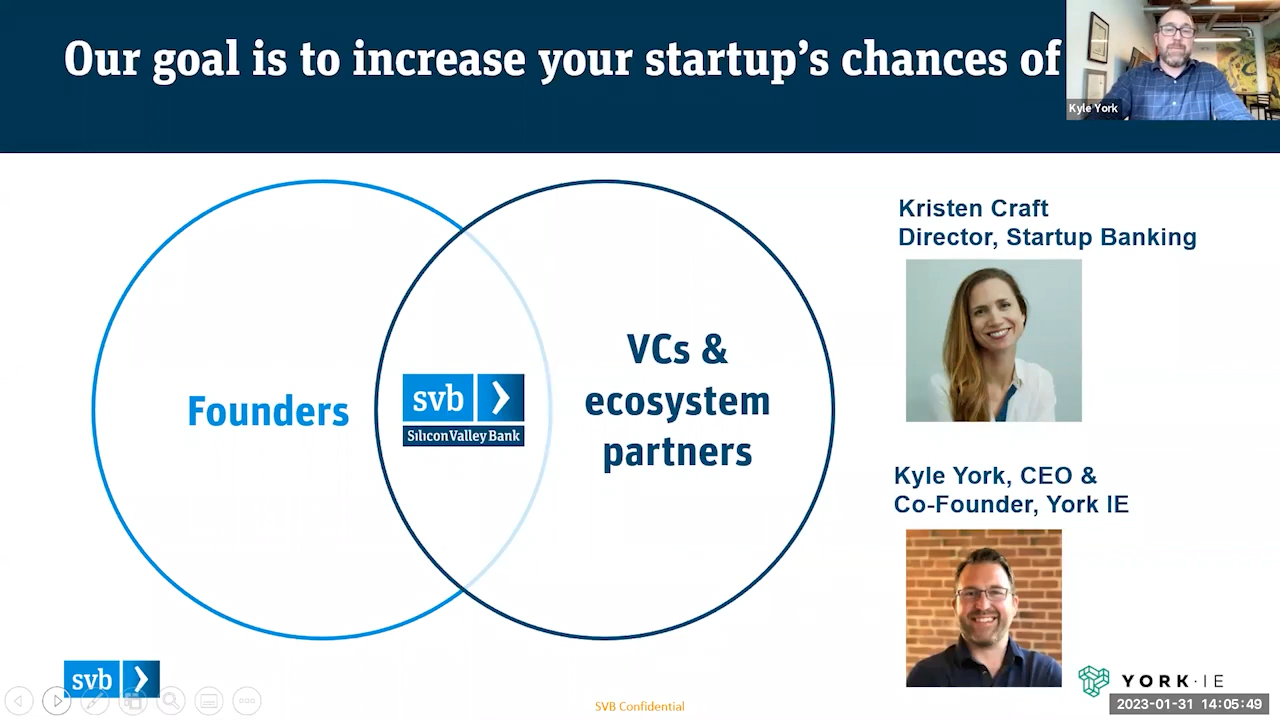 Our goal is to increase your startup's chances of
Kyle York
Kristen Craft
Director, Startup Banking
Founders
svb
Silicon Valley Bank
VCs &
ecosystem
partners
Kyle York, CEO &
Co-Founder, York IE
svb
SVB Confidential
YORK·IE
2023-01-31 14:05:49